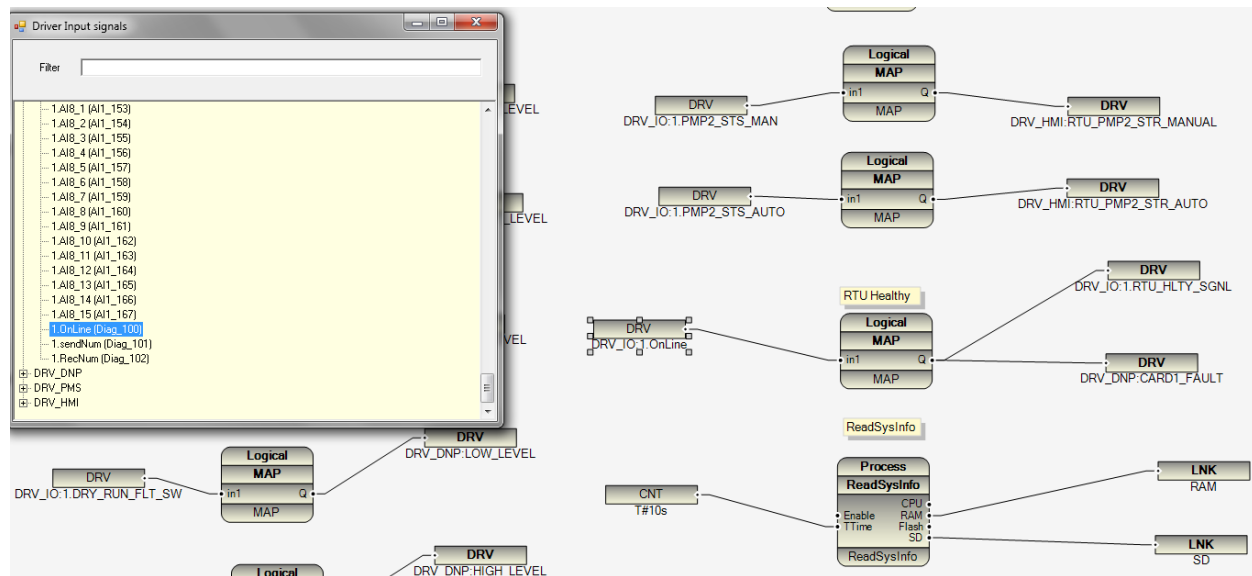 Driver Input signals
Filter
1.AI8_1 (AI1_153)
1.AI8_2 (AI1_154)
1.AI8_3 (AI1_155)
1.AI8_4 (AI1_156)
1.AI8_5 (AI1_157)
1.AI8_6 (AI1_158)
1.AI8_7 (AI1_159)
1.AI8_8 (AI1_160)
1.AI8_9 (AI1_161)
1.AI8_10 (AI1_162)
1.AI8_11 (AI1_163)
1.AI8_12 (AI1_164)
1.AI8_13 (AI1_165)
1.AI8_14 (AI1_166)
1.AI8_15 (AI1_167)
1.OnLine (Diag_100)
1.sendNum (Diag_101)
1.RecNum (Diag_102)
DRV_DNP
DRV_PMS
DRV_HMI
LEVEL
_LEVEL
VEL
DRV
DRV_DNP:LOW_LEVEL
Logical
MAP
in1 Q
MAP
DRV
DRV_IO:1.DRY_RUN_FLT_SW
DRV
DRV_DNP:HIGH_LEVEL
Logical
Logical
MAP
in1 Q
MAP
DRV
DRV_IO:1.PMP2_STS_MAN
DRV
DRV_HMI:RTU_PMP2_STR_MANUAL
Logical
MAP
in1 Q
MAP
DRV
DRV_IO:1.PMP2_STS_AUTO
DRV
DRV_HMI:RTU_PMP2_STR_AUTO
RTU Healthy
Logical
MAP
in1 Q
MAP
DRV
DRV_IO:1.OnLine
DRV
DRV_IO:1.RTU_HLTY_SGNL
DRV
DRV_DNP:CARD1_FAULT
ReadSysInfo
Process
ReadSysInfo
CPU
Enable RAM
TTime Flash
SD
ReadSysInfo
CNT
T#10s
LNK
RAM
LNK
SD